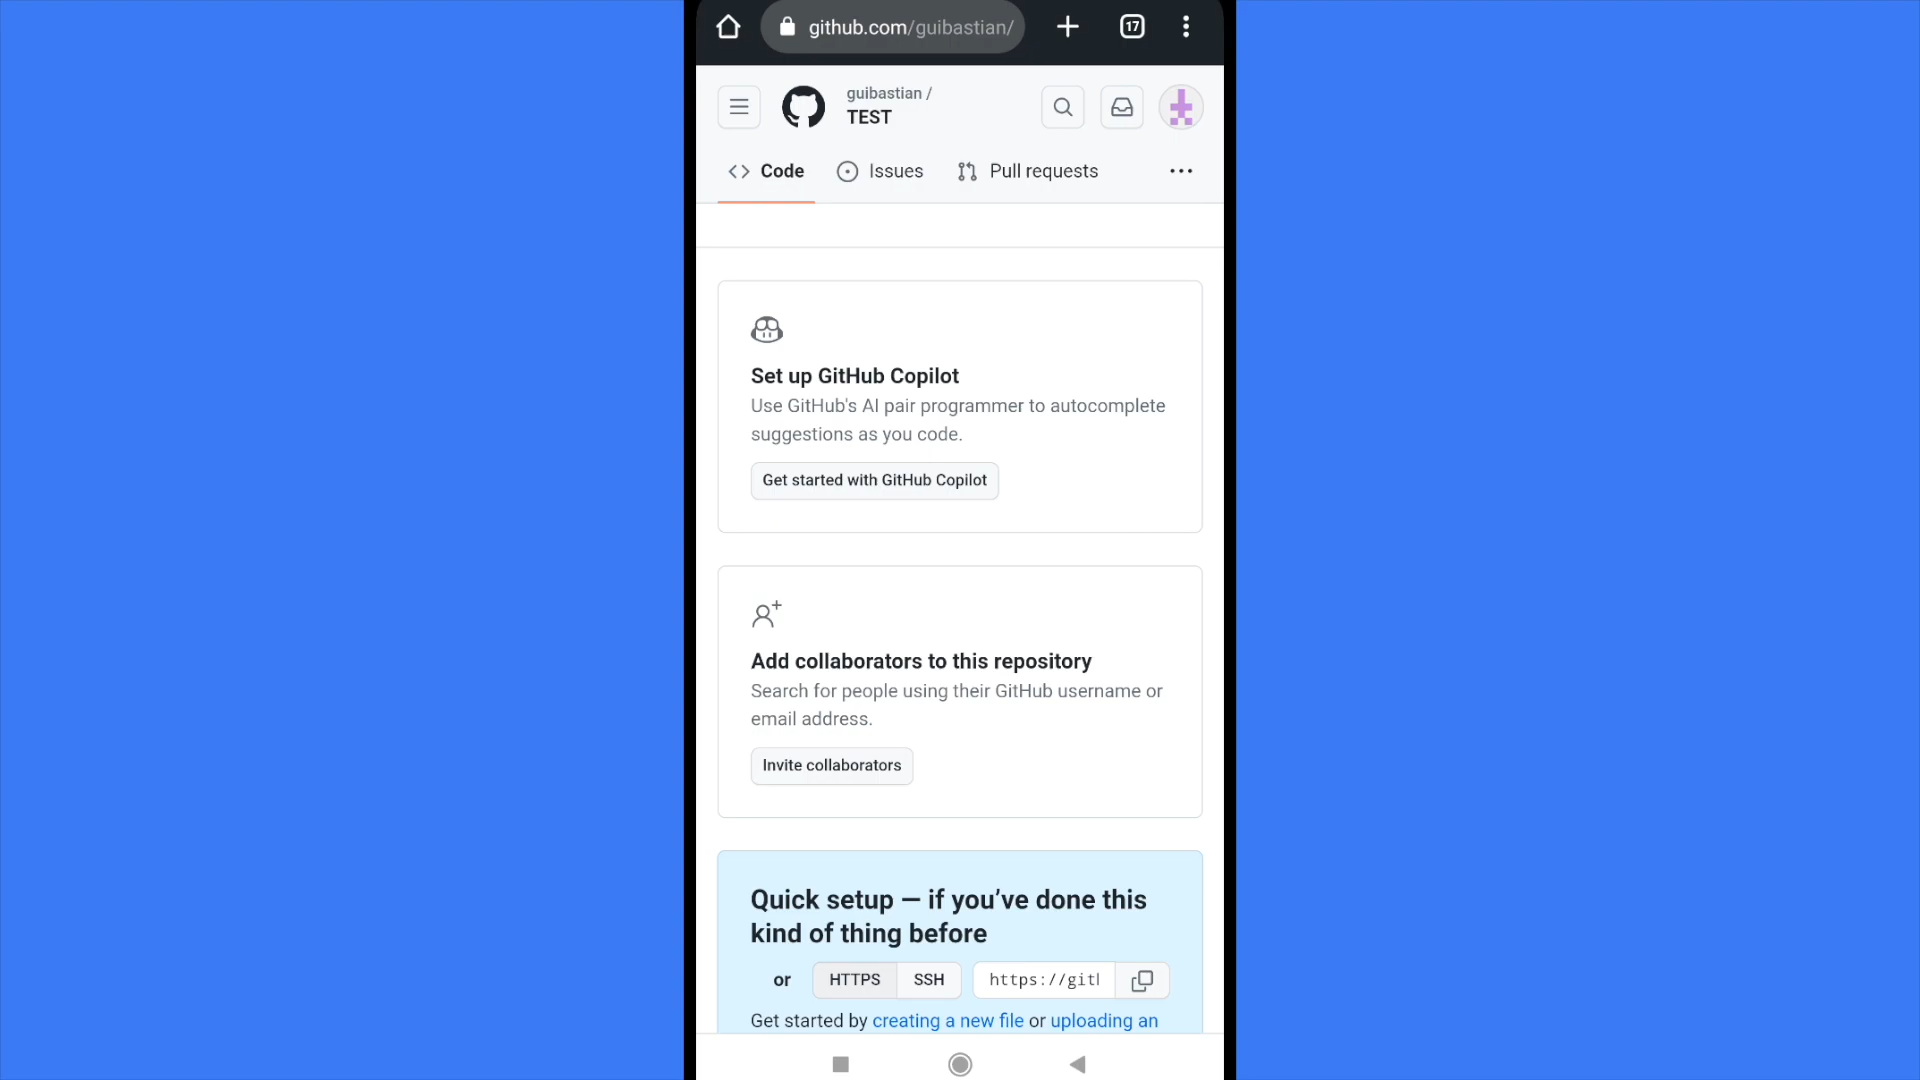 github.com/guibastian/
17
guibastian /
TEST
Code
Issues
Pull requests
Set up GitHub Copilot
Use GitHub's AI pair programmer to autocomplete
suggestions as you code.
Get started with GitHub Copilot
Add collaborators to this repository
Search for people using their GitHub username or
email address.
Invite collaborators
Quick setup — if you’ve done this
kind of thing before
or HTTPS SSH https://gitl
Get started by creating a new file or uploading an